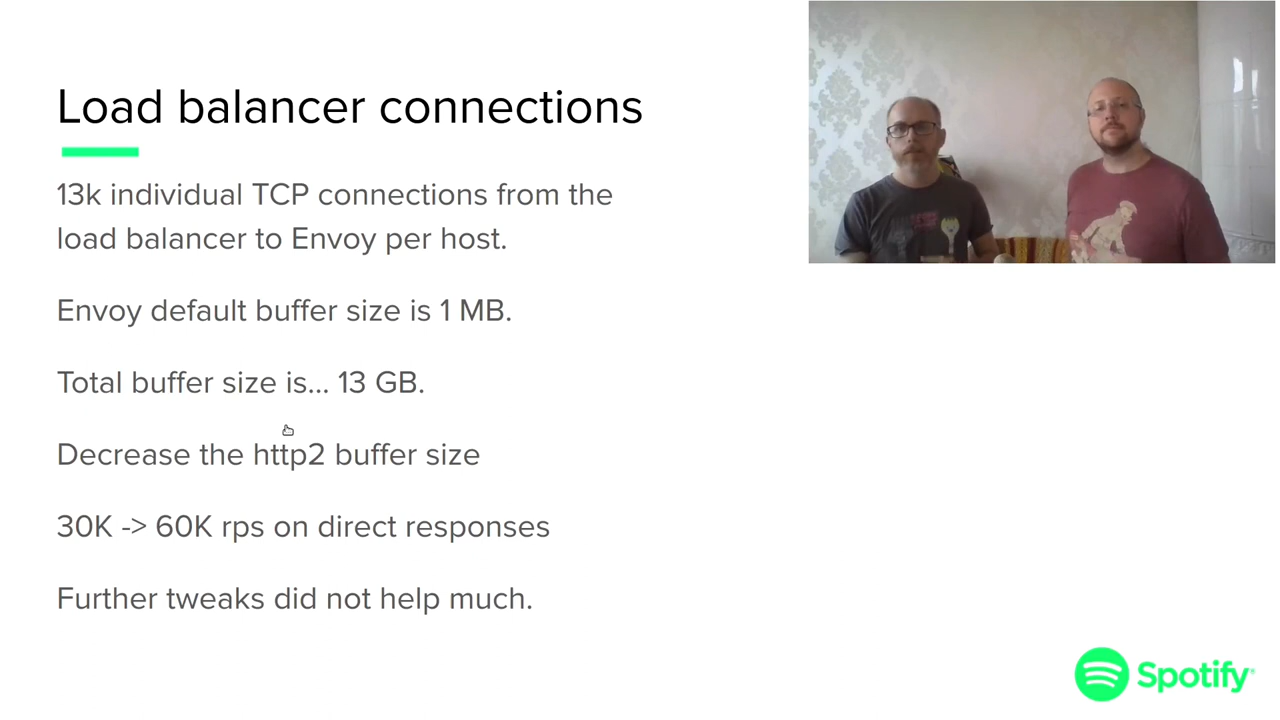 Load balancer connections
13k individual TCP connections from the
load balancer to Envoy per host.
Envoy default buffer size is 1 MB.
Total buffer size is... 13 GB.
Decrease the http2 buffer size
30K -> 60K rps on direct responses
Further tweaks did not help much.
Spotify